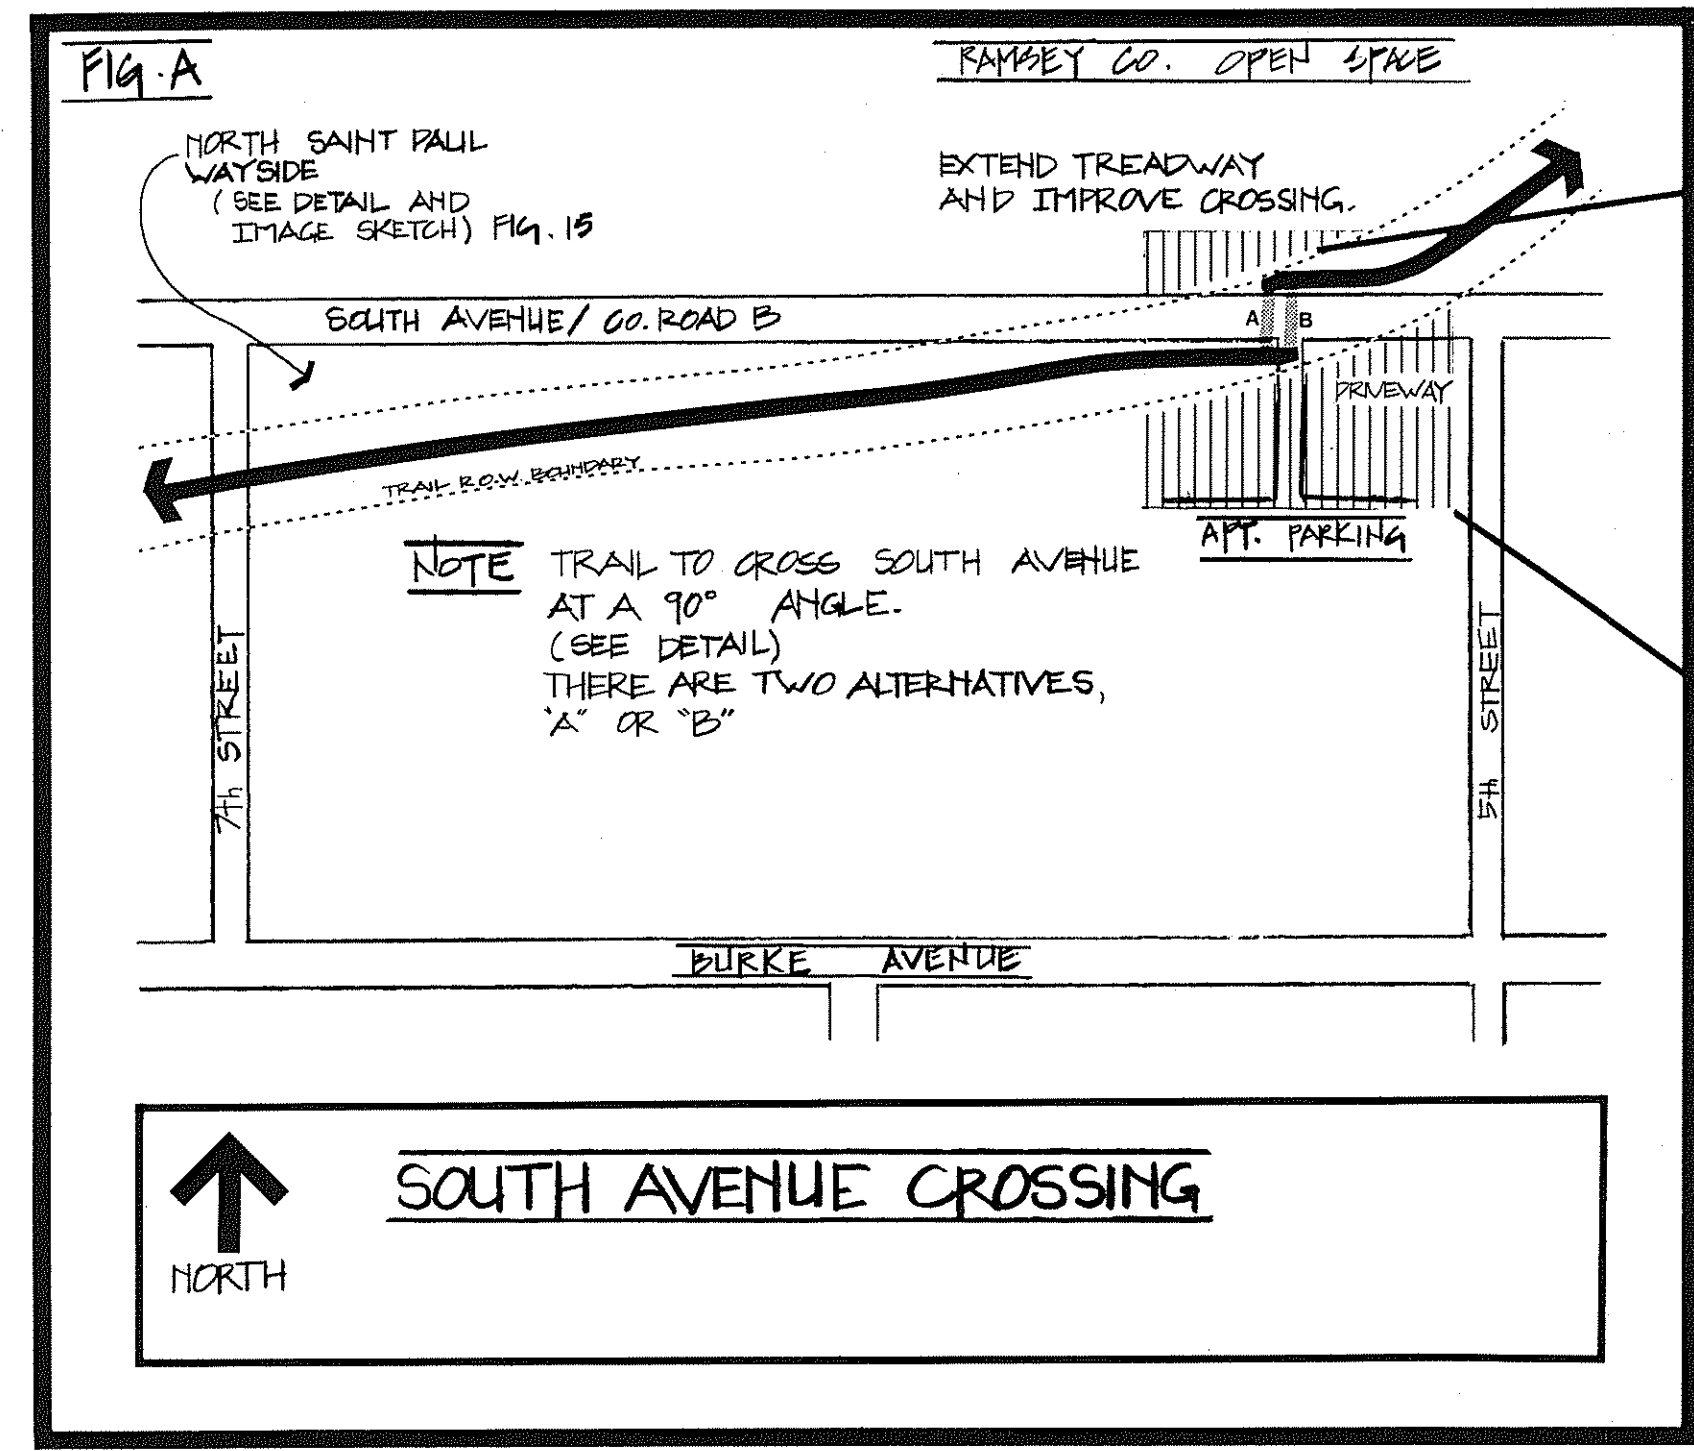 FIG. A
RAMSEY CO. OPEN SPACE
NORTH SAINT PAUL
WAYSIDE
(SEE DETAIL AND
IMAGE SKETCH) FIG. 15
EXTEND TREADWAY
AND IMPROVE CROSSING.
SOUTH AVENUE / CO. ROAD B
A
B
DRIVEWAY
TRAIL R.O.W. BOUNDARY
APT. PARKING
NOTE TRAIL TO CROSS SOUTH AVENUE
AT A 90° ANGLE.
(SEE DETAIL)
THERE ARE TWO ALTERNATIVES,
"A" OR "B"
7th STREET
5th STREET
BURKE AVENUE
SOUTH AVENUE CROSSING
NORTH